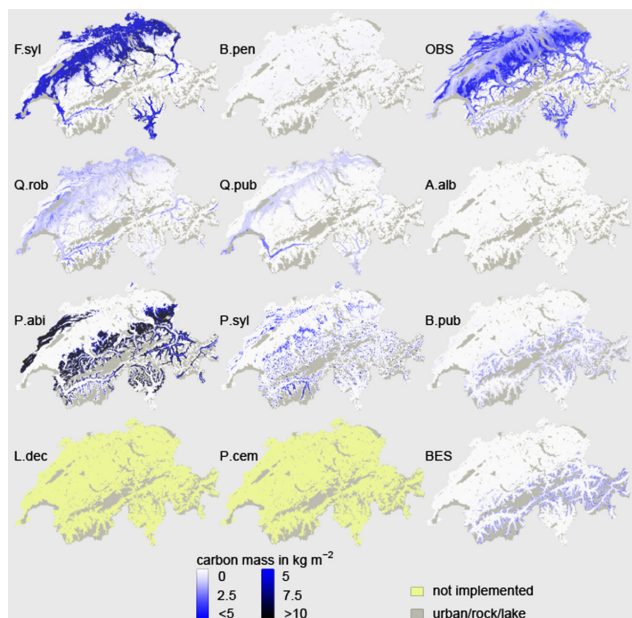 F.syl B.pen OBS
Q.rob Q.pub A.alb
P.abi P.syl B.pub
L.dec P.cem BES
carbon mass in kg m⁻²
0 5
2.5 7.5 not implemented
<5 >10 urban/rock/lake